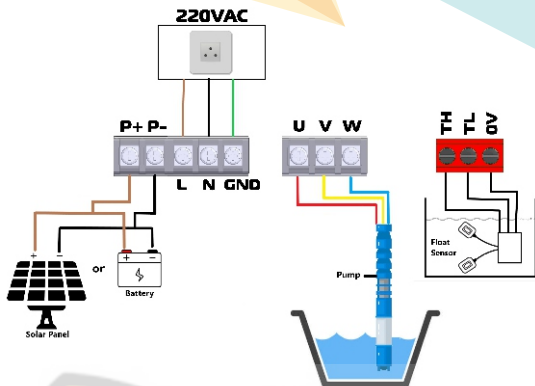 220VAC
P+ P-
L N GND
U V W
TH TL 0V
+ - or + -
Battery
Solar Panel
Pump
Float
Sensor